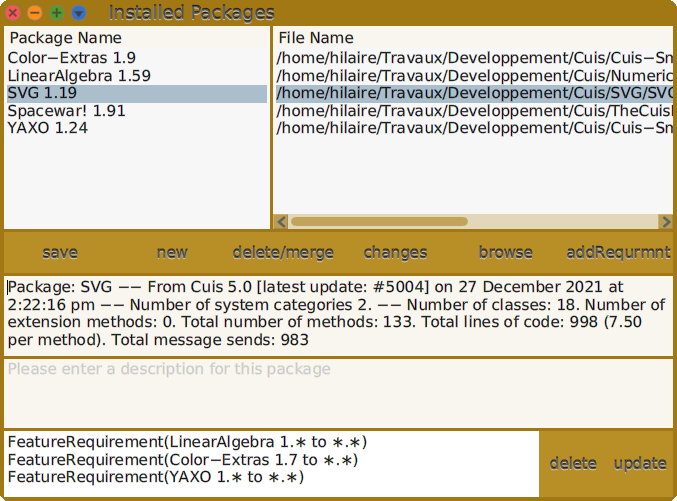 Installed Packages
Package Name
File Name
Color−Extras 1.9
/home/hilaire/Travaux/Developpement/Cuis/Cuis−Sm
LinearAlgebra 1.59
/home/hilaire/Travaux/Developpement/Cuis/Numeric
SVG 1.19
/home/hilaire/Travaux/Developpement/Cuis/SVG/SVG
Spacewar! 1.91
/home/hilaire/Travaux/Developpement/Cuis/TheCuisB
YAXO 1.24
/home/hilaire/Travaux/Developpement/Cuis/Cuis−Sm
save new delete/merge changes browse addRequrmnt
Package: SVG −− From Cuis 5.0 [latest update: #5004] on 27 December 2021 at
2:22:16 pm −− Number of system categories 2. −− Number of classes: 18. Number of
extension methods: 0. Total number of methods: 133. Total lines of code: 998 (7.50
per method). Total message sends: 983
Please enter a description for this package
FeatureRequirement(LinearAlgebra 1.∗ to ∗.∗)
FeatureRequirement(Color−Extras 1.7 to ∗.∗)
FeatureRequirement(YAXO 1.∗ to ∗.∗)
delete update